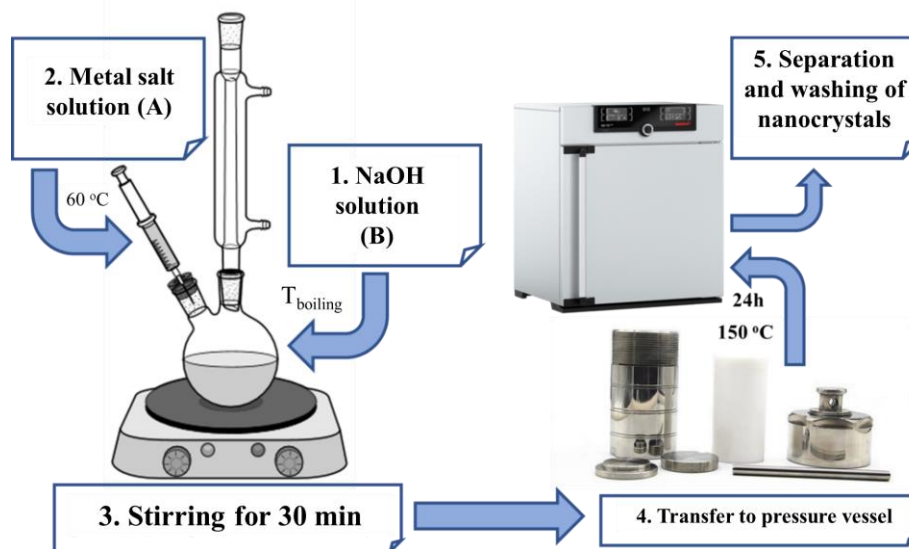 2. Metal salt
solution (A)
60 °C
1. NaOH
solution
(B)
T boiling
3. Stirring for 30 min
4. Transfer to pressure vessel
24h
150 °C
5. Separation
and washing of
nanocrystals